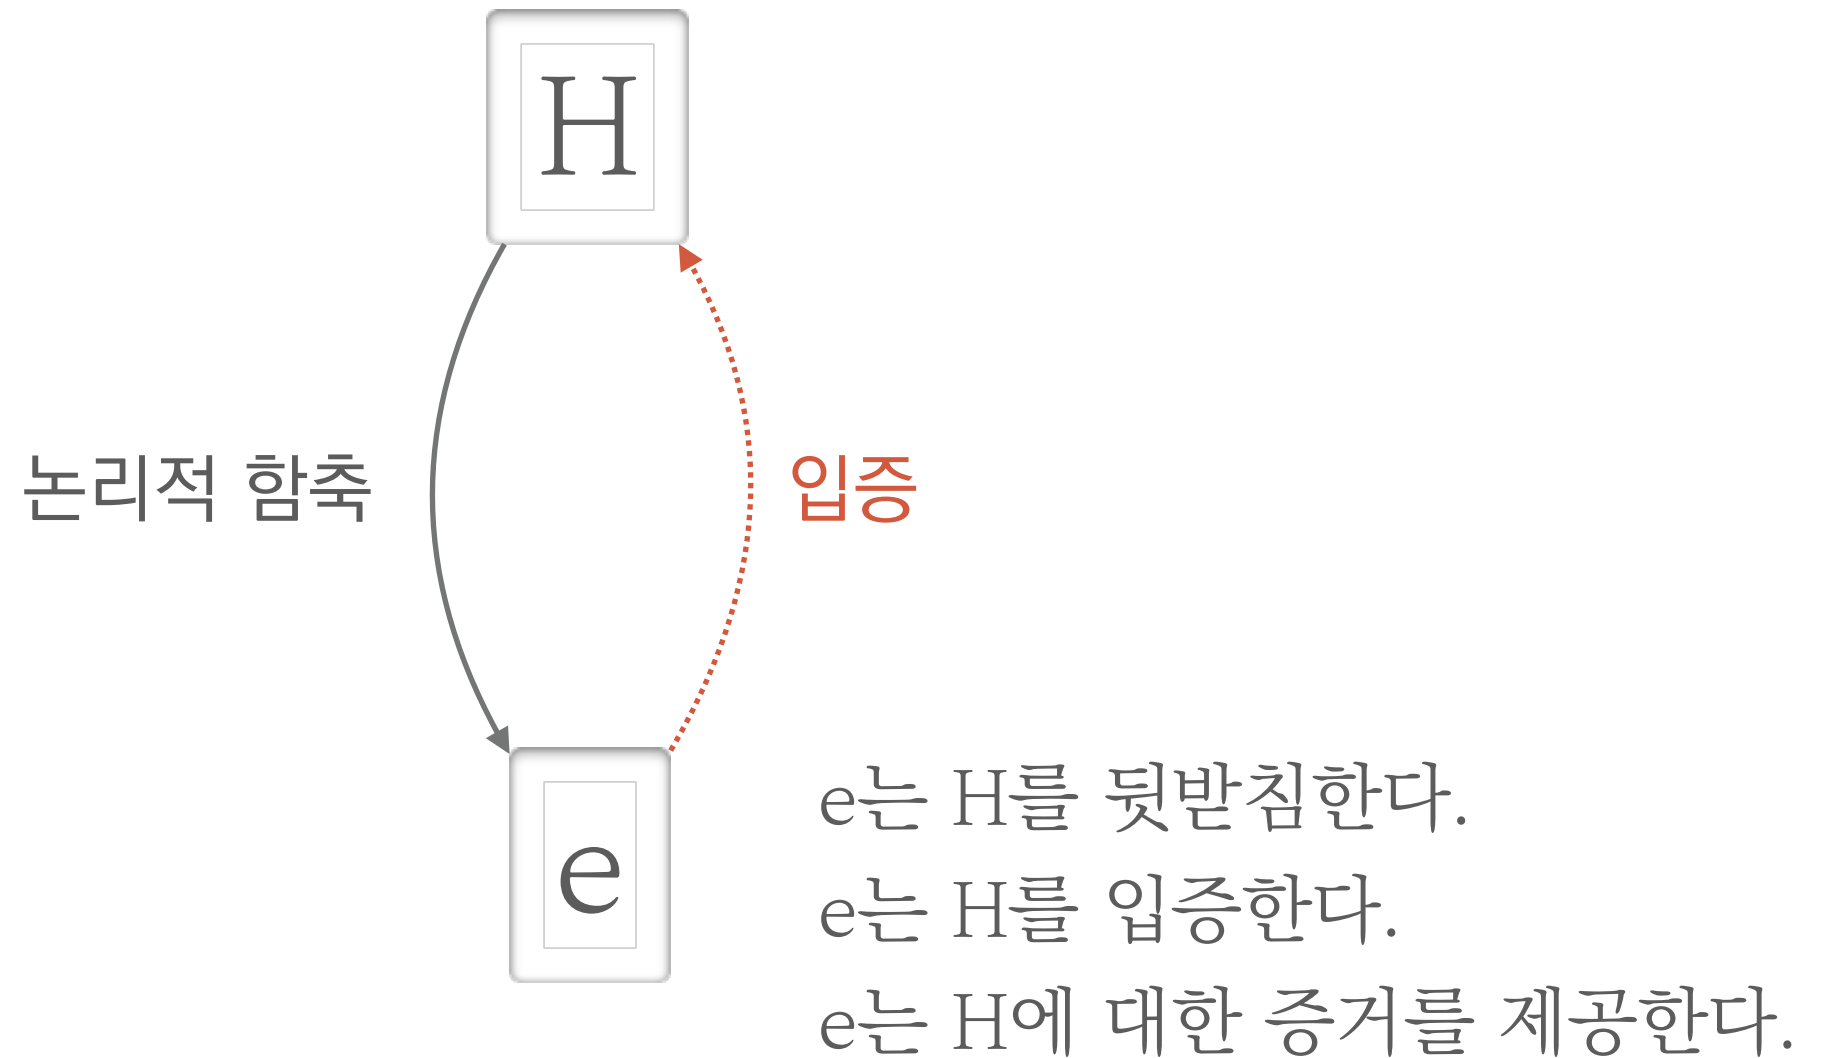 H
논리적 함축
입증
e
e는 H를 뒷받침한다.
e는 H를 입증한다.
e는 H에 대한 증거를 제공한다.